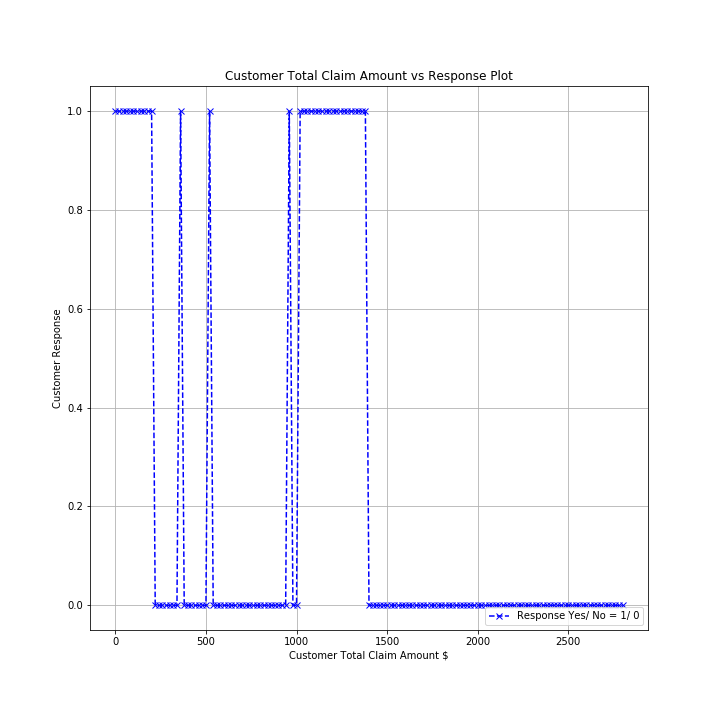 Customer Total Claim Amount vs Response Plot
1.0
0.8
0.6
0.4
0.2
0.0
Customer Response
Response Yes/ No = 1/ 0
0 500 1000 1500 2000 2500
Customer Total Claim Amount $